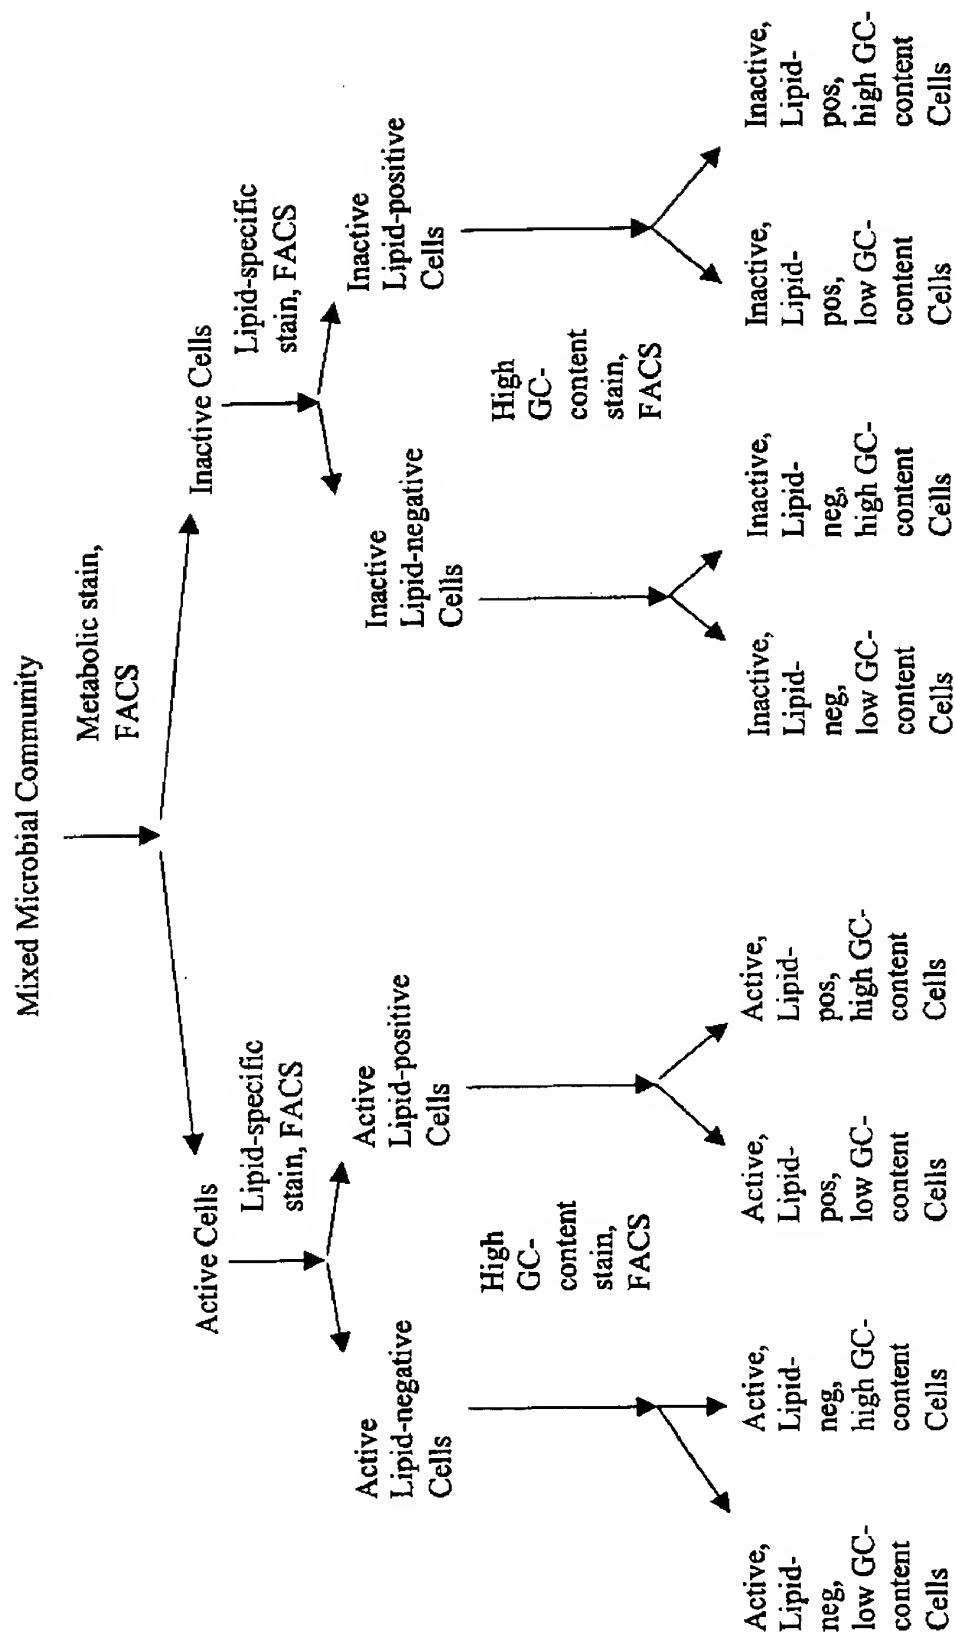 Mixed Microbial Community
Metabolic stain,
FACS
Active Cells
Inactive Cells
Lipid-specific
stain, FACS
Lipid-specific
stain, FACS
Active
Lipid-negative
Cells
Active
Lipid-positive
Cells
Inactive
Lipid-negative
Cells
Inactive
Lipid-positive
Cells
High
GC-
content
stain,
FACS
High
GC-
content
stain,
FACS
Active,
Lipid-
neg,
low GC-
content
Cells
Active,
Lipid-
neg,
high GC-
content
Cells
Active,
Lipid-
pos,
low GC-
content
Cells
Active,
Lipid-
pos,
high GC-
content
Cells
Inactive,
Lipid-
neg,
low GC-
content
Cells
Inactive,
Lipid-
neg,
high GC-
content
Cells
Inactive,
Lipid-
pos,
low GC-
content
Cells
Inactive,
Lipid-
pos,
high GC-
content
Cells